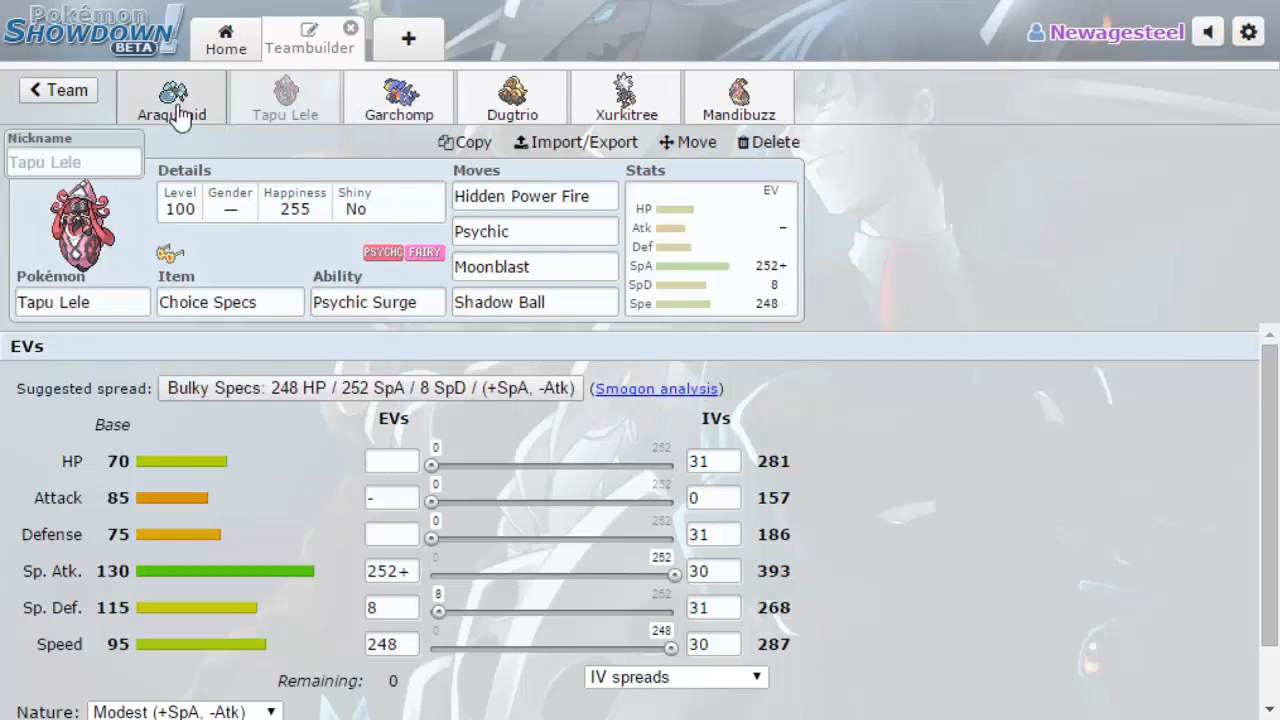 Pokémon
SHOWDOWN!
BETA
Home
Teambuilder
+
Newagesteel
Team
Tapu Lele
Garchomp
Dugtrio
Xurkitree
Mandibuzz
Nickname
Tapu Lele
Copy Import/Export Move Delete
Details
Level Gender Happiness Shiny
100 — 255 No
PSYCHC FAIRY
Pokémon Item Ability
Tapu Lele Choice Specs Psychic Surge
Moves
Hidden Power Fire
Psychic
Moonblast
Shadow Ball
Stats
EV
HP
Atk -
Def
SpA 252+
SpD 8
Spe 248
EVs
Suggested spread: Bulky Specs: 248 HP / 252 SpA / 8 SpD / (+SpA, -Atk) (Smogon analysis)
Base EVs IVs
HP 70 0 252 31 281
Attack 85 - 0 252 0 157
Defense 75 0 252 31 186
Sp. Atk. 130 252+ 0 252 30 393
Sp. Def. 115 8 8 252 31 268
Speed 95 248 0 248 30 287
Remaining: 0 IV spreads
Nature: Modest (+SpA, -Atk)